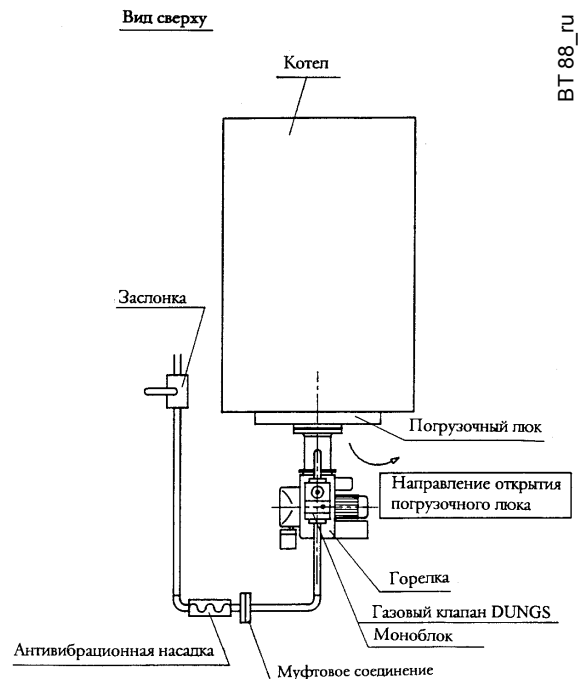 Вид сверху
BT 88_ru
Котел
Заслонка
Погрузочный люк
Направление открытия
погрузочного люка
Горелка
Газовый клапан DUNGS
Моноблок
Антивибрационная насадка
Муфтовое соединение